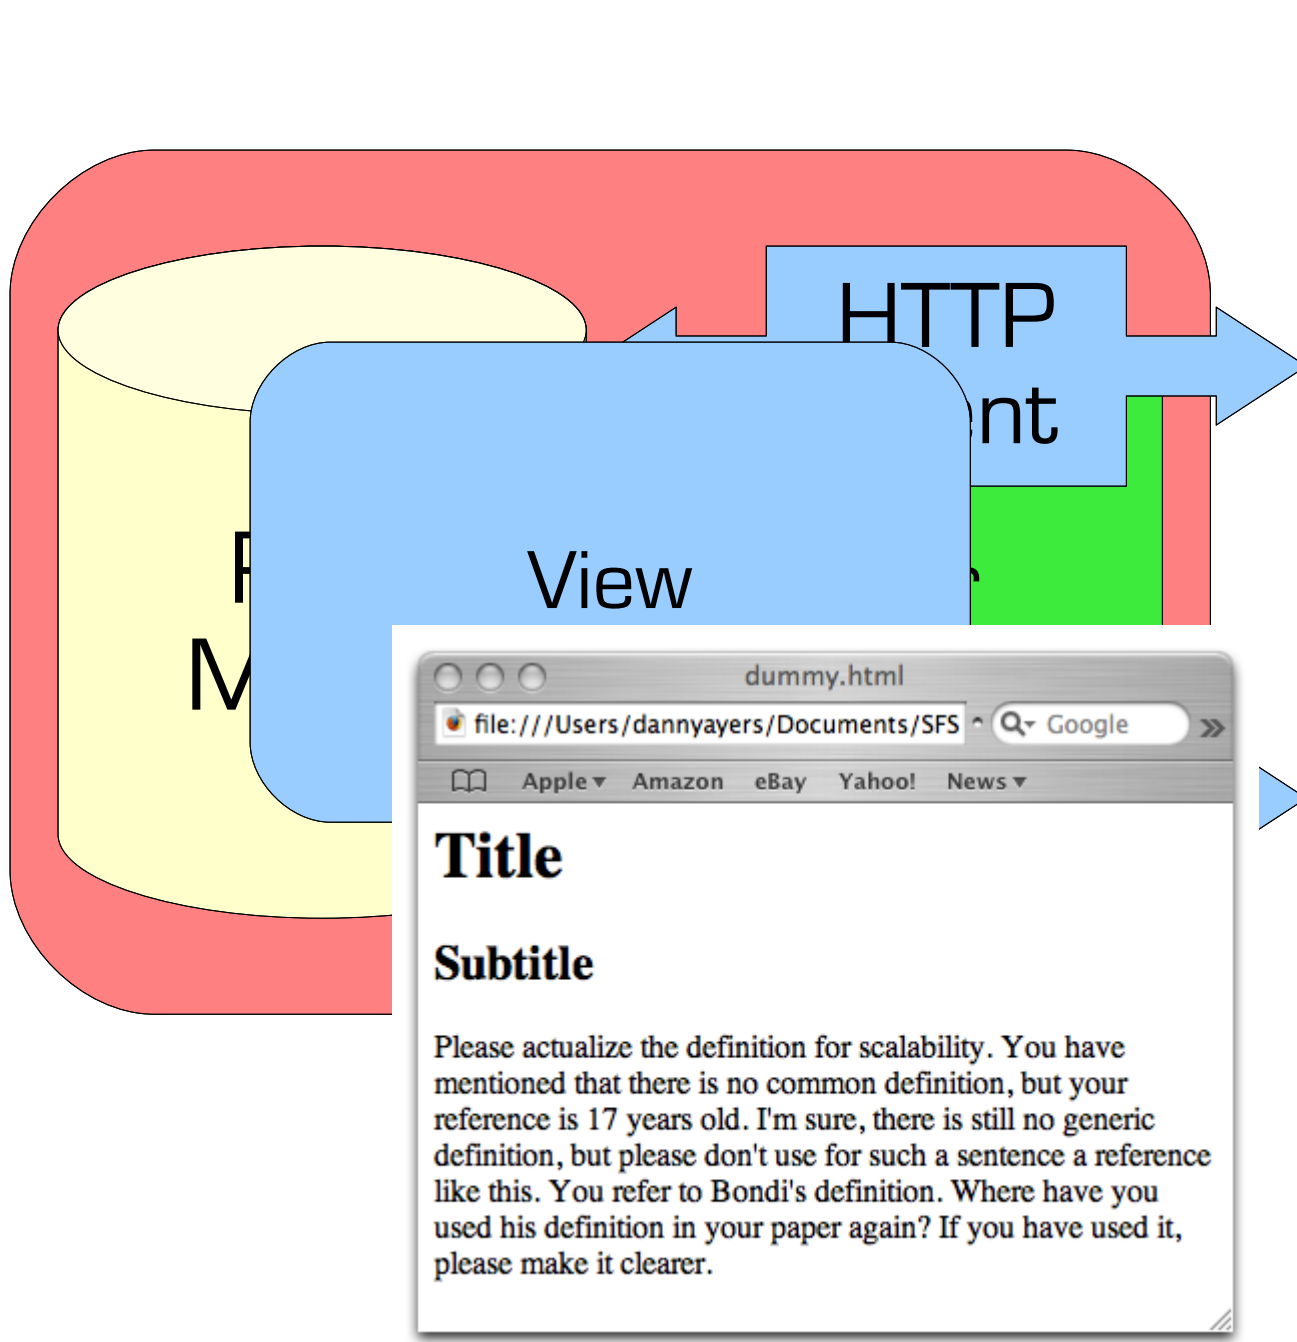 HTTP
View
dummy.html
file:///Users/dannyayers/Documents/SFS
Google
Apple Amazon eBay Yahoo! News
Title
Subtitle
Please actualize the definition for scalability. You have
mentioned that there is no common definition, but your
reference is 17 years old. I'm sure, there is still no generic
definition, but please don't use for such a sentence a reference
like this. You refer to Bondi's definition. Where have you
used his definition in your paper again? If you have used it,
please make it clearer.